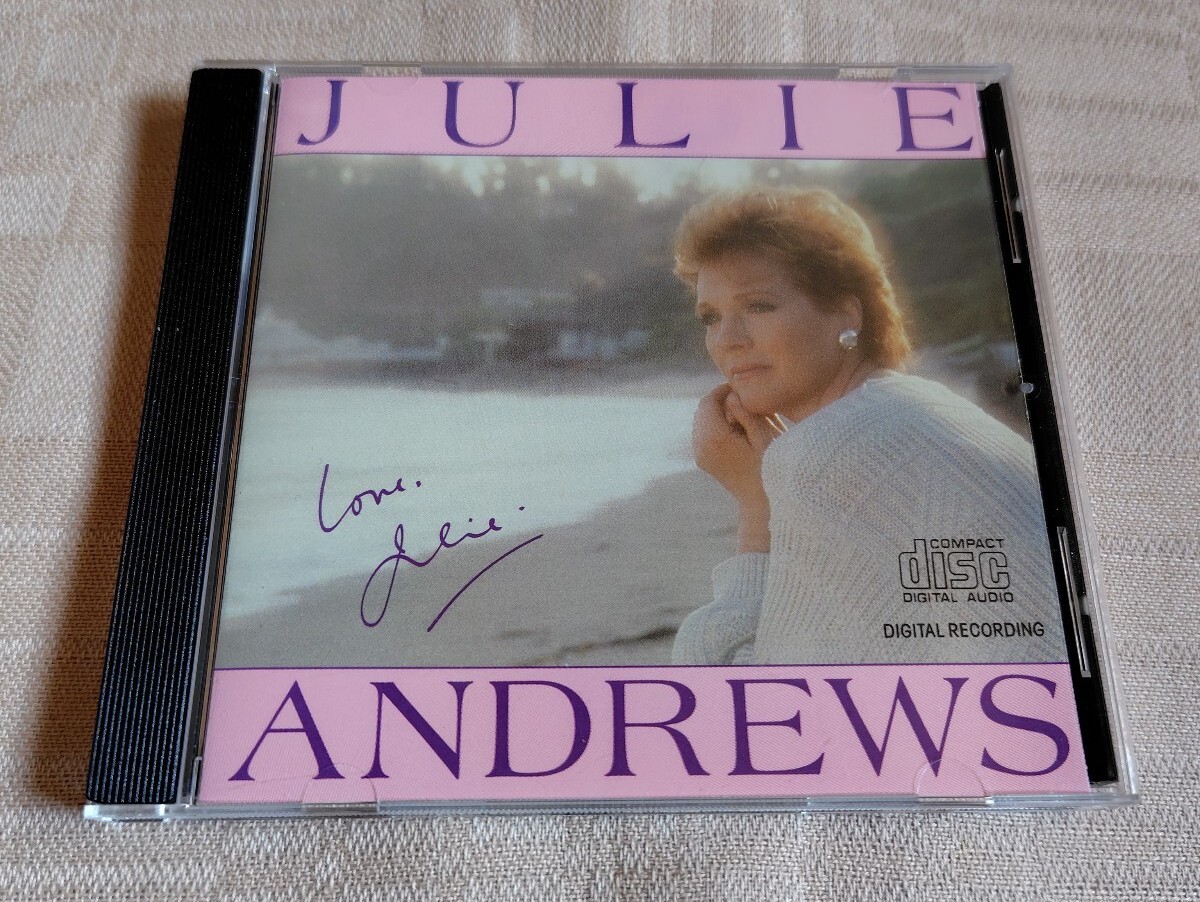 JULIE
Love,
Julie.
COMPACT
disc
DIGITAL AUDIO
DIGITAL RECORDING
ANDREWS